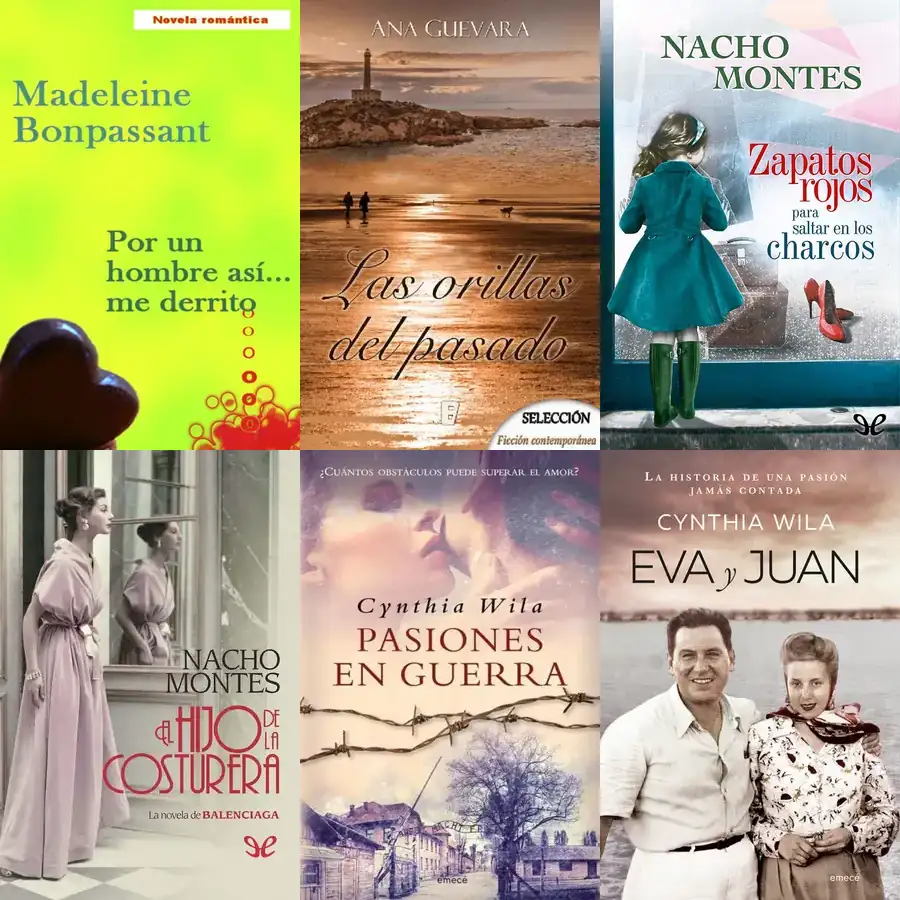 Novela romántica
Madeleine
Bonpassant
Por un
hombre así...
me derrito
ANA GUEVARA
Las orillas
del pasado
B
SELECCIÓN
Ficción contemporánea
NACHO
MONTES
Zapatos
rojos
para
saltar en los
charcos
NACHO
MONTES
EL HIJO DE LA
COSTURERA
La novela de BALENCIAGA
¿CUÁNTOS OBSTÁCULOS PUEDE SUPERAR EL AMOR?
Cynthia Wila
PASIONES
EN GUERRA
emecé
LA HISTORIA DE UNA PASIÓN
JAMÁS CONTADA
CYNTHIA WILA
EVA y JUAN
emecé